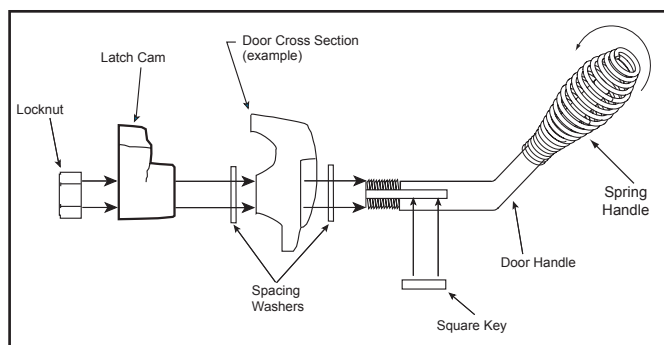 Door Cross Section
(example)
Latch Cam
Locknut
Spring
Handle
Door Handle
Spacing
Washers
Square Key